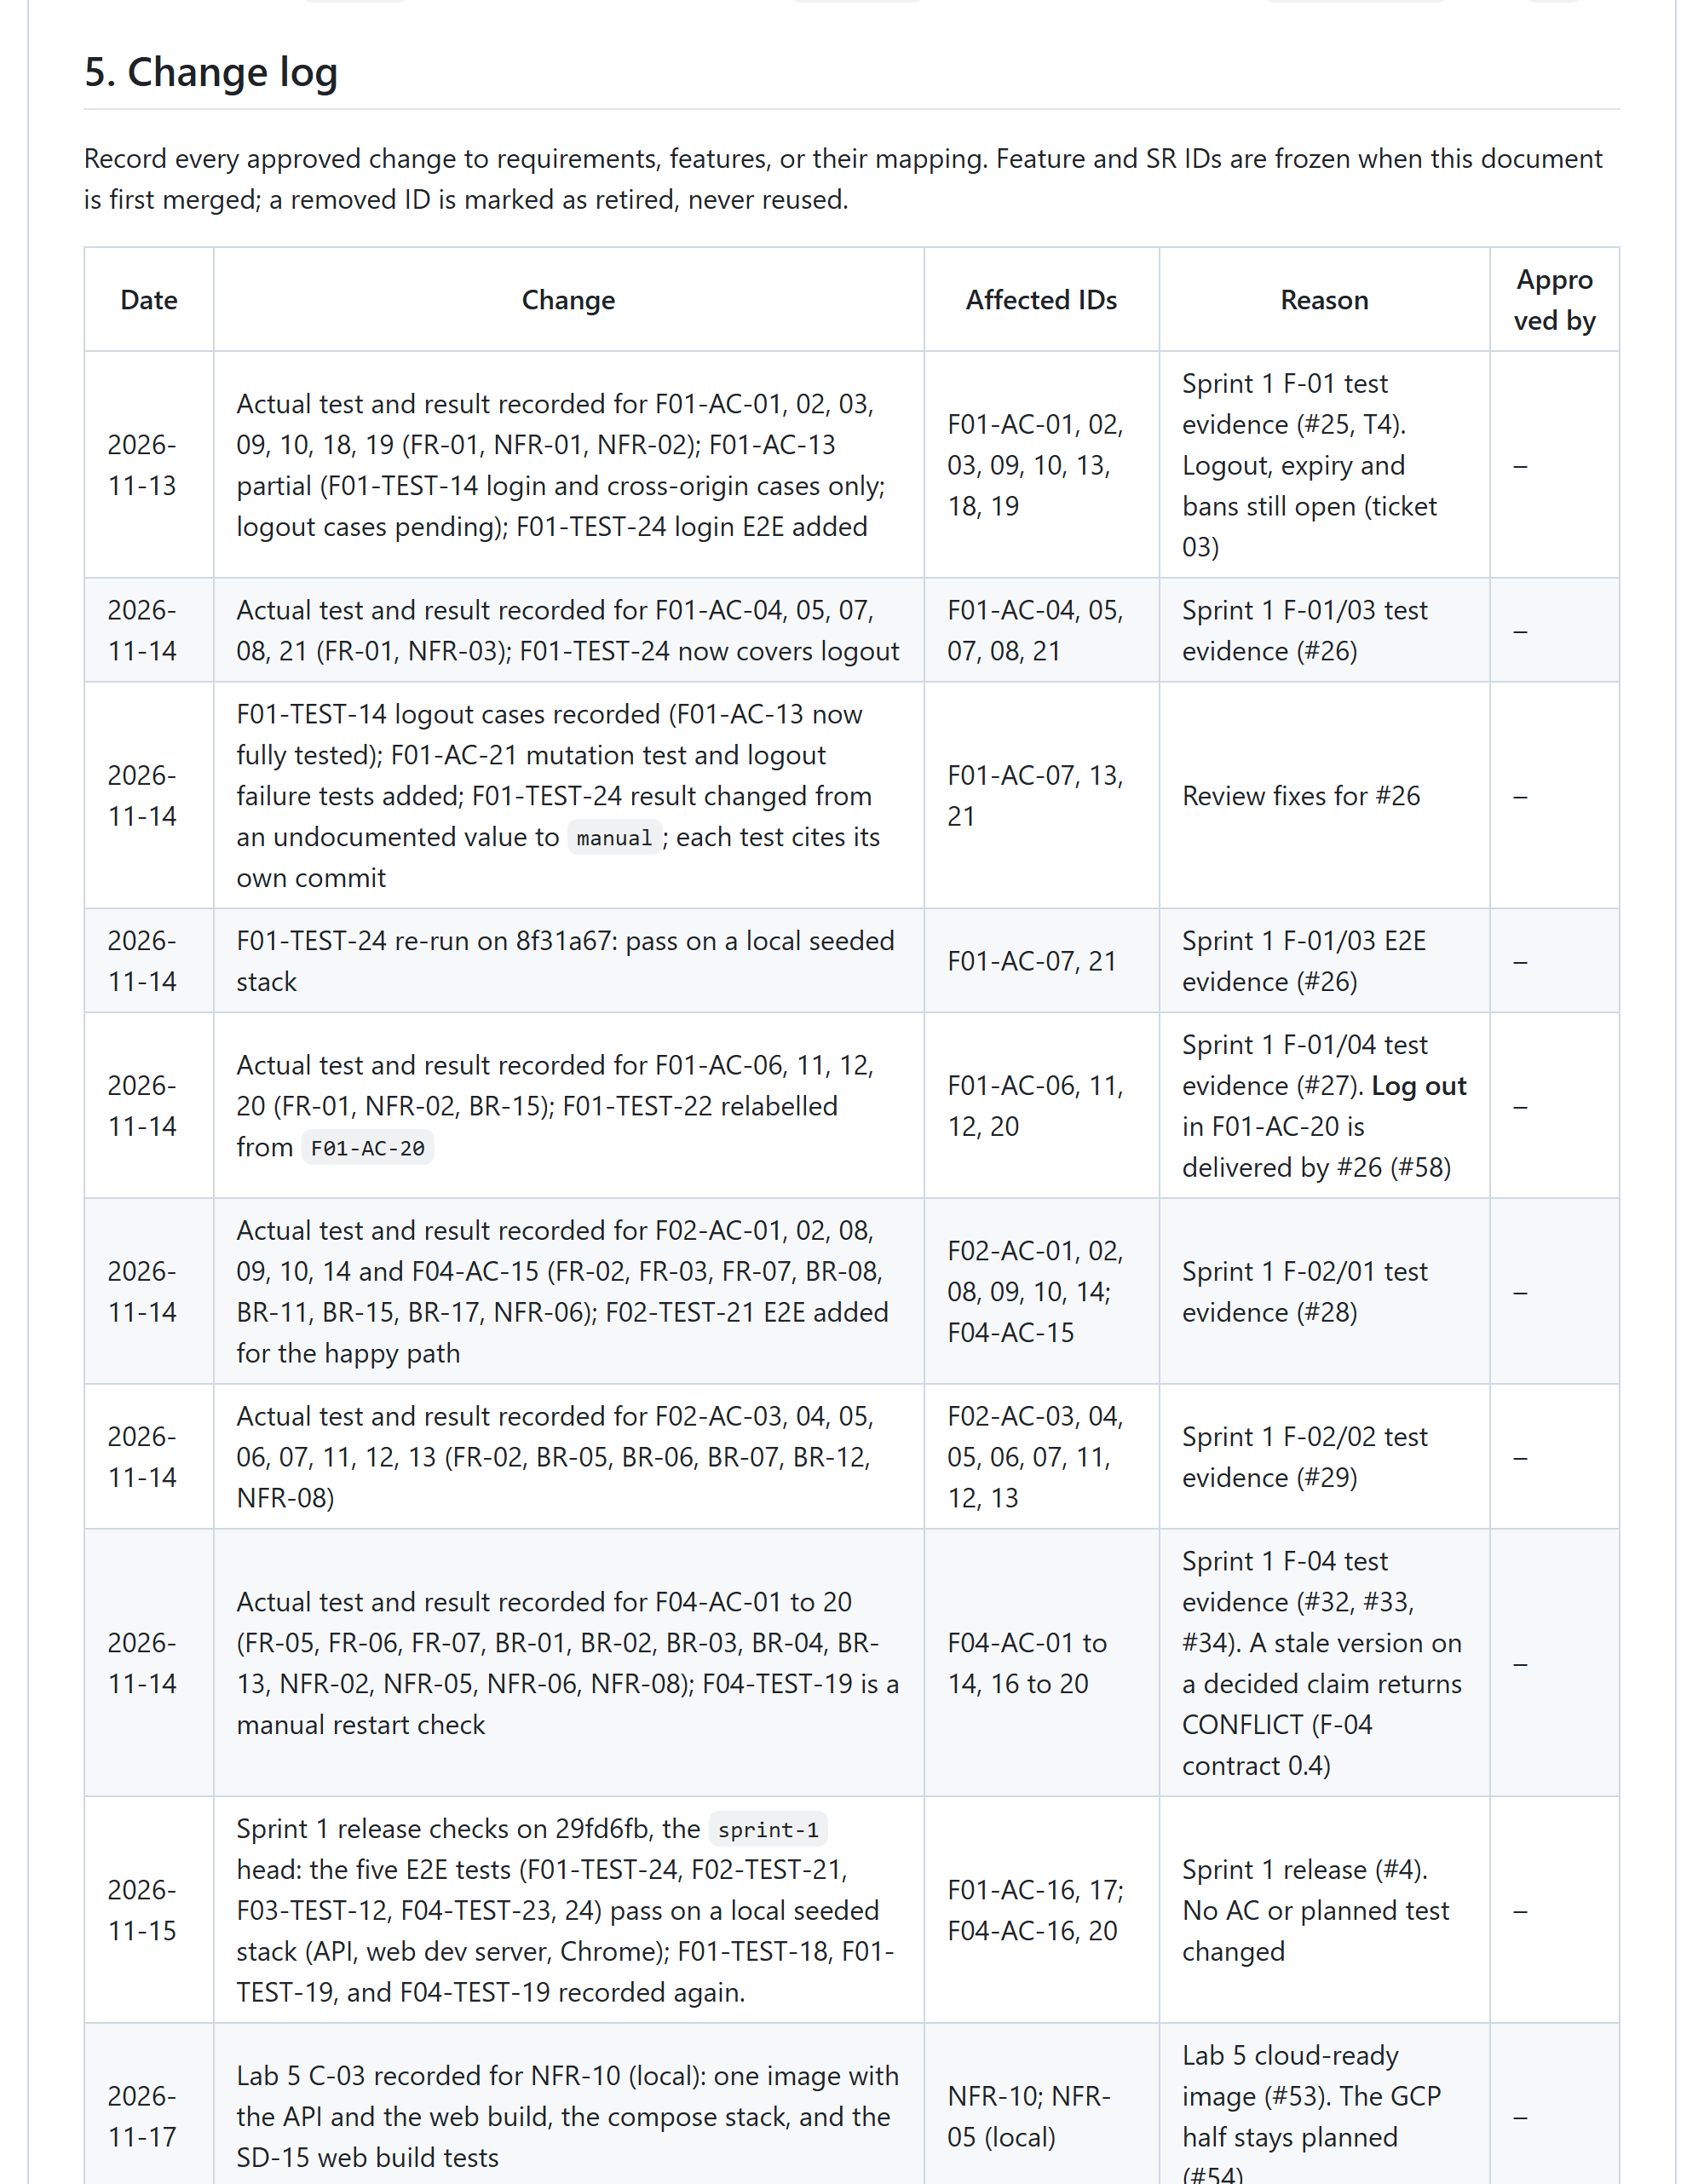 5. Change log
Record every approved change to requirements, features, or their mapping. Feature and SR IDs are frozen when this document
is first merged; a removed ID is marked as retired, never reused.
Date
Change
Affected IDs
Reason
Appro
ved by
2026-
11-13
Actual test and result recorded for F01-AC-01, 02, 03,
09, 10, 18, 19 (FR-01, NFR-01, NFR-02); F01-AC-13
partial (F01-TEST-14 login and cross-origin cases only;
logout cases pending); F01-TEST-24 login E2E added
F01-AC-01, 02,
03, 09, 10, 13,
18, 19
Sprint 1 F-01 test
evidence (#25, T4).
Logout, expiry and
bans still open (ticket
03)
–
2026-
11-14
Actual test and result recorded for F01-AC-04, 05, 07,
08, 21 (FR-01, NFR-03); F01-TEST-24 now covers logout
F01-AC-04, 05,
07, 08, 21
Sprint 1 F-01/03 test
evidence (#26)
–
2026-
11-14
F01-TEST-14 logout cases recorded (F01-AC-13 now
fully tested); F01-AC-21 mutation test and logout
failure tests added; F01-TEST-24 result changed from
an undocumented value to manual; each test cites its
own commit
F01-AC-07, 13,
21
Review fixes for #26
–
2026-
11-14
F01-TEST-24 re-run on 8f31a67: pass on a local seeded
stack
F01-AC-07, 21
Sprint 1 F-01/03 E2E
evidence (#26)
–
2026-
11-14
Actual test and result recorded for F01-AC-06, 11, 12,
20 (FR-01, NFR-02, BR-15); F01-TEST-22 relabelled
from F01-AC-20
F01-AC-06, 11,
12, 20
Sprint 1 F-01/04 test
evidence (#27). Log out
in F01-AC-20 is
delivered by #26 (#58)
–
2026-
11-14
Actual test and result recorded for F02-AC-01, 02, 08,
09, 10, 14 and F04-AC-15 (FR-02, FR-03, FR-07, BR-08,
BR-11, BR-15, BR-17, NFR-06); F02-TEST-21 E2E added
for the happy path
F02-AC-01, 02,
08, 09, 10, 14;
F04-AC-15
Sprint 1 F-02/01 test
evidence (#28)
–
2026-
11-14
Actual test and result recorded for F02-AC-03, 04, 05,
06, 07, 11, 12, 13 (FR-02, BR-05, BR-06, BR-07, BR-12,
NFR-08)
F02-AC-03, 04,
05, 06, 07, 11,
12, 13
Sprint 1 F-02/02 test
evidence (#29)
–
2026-
11-14
Actual test and result recorded for F04-AC-01 to 20
(FR-05, FR-06, FR-07, BR-01, BR-02, BR-03, BR-04, BR-
13, NFR-02, NFR-05, NFR-06, NFR-08); F04-TEST-19 is a
manual restart check
F04-AC-01 to
14, 16 to 20
Sprint 1 F-04 test
evidence (#32, #33,
#34). A stale version on
a decided claim returns
CONFLICT (F-04
contract 0.4)
–
2026-
11-15
Sprint 1 release checks on 29fd6fb, the sprint-1
head: the five E2E tests (F01-TEST-24, F02-TEST-21,
F03-TEST-12, F04-TEST-23, 24) pass on a local seeded
stack (API, web dev server, Chrome); F01-TEST-18, F01-
TEST-19, and F04-TEST-19 recorded again.
F01-AC-16, 17;
F04-AC-16, 20
Sprint 1 release (#4).
No AC or planned test
changed
–
2026-
11-17
Lab 5 C-03 recorded for NFR-10 (local): one image with
the API and the web build, the compose stack, and the
SD-15 web build tests
NFR-10; NFR-
05 (local)
Lab 5 cloud-ready
image (#53). The GCP
half stays planned
(#54)
–